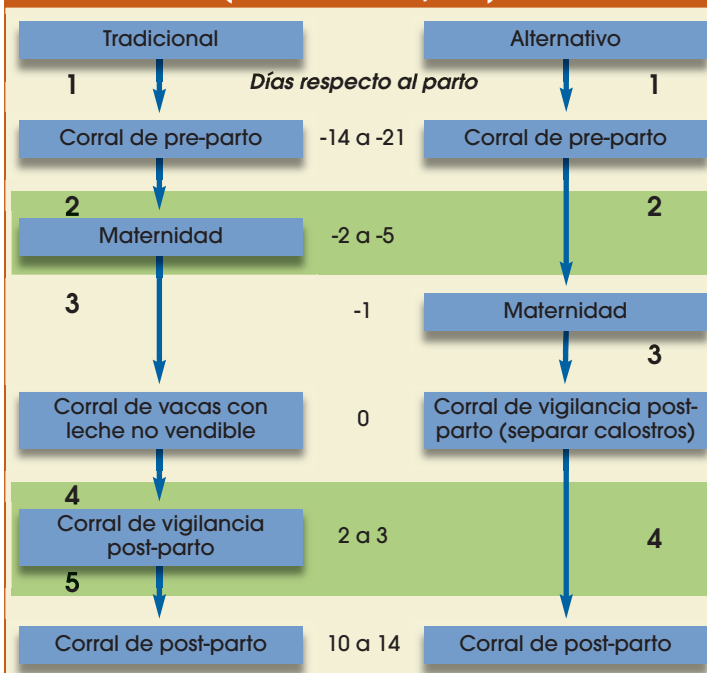 Tradicional
Alternativo
1
Días respecto al parto
1
Corral de pre-parto
-14 a -21
Corral de pre-parto
2
2
Maternidad
-2 a -5
3
-1
Maternidad
3
Corral de vacas con
leche no vendible
0
Corral de vigilancia post-
parto (separar calostros)
4
Corral de vigilancia
post-parto
2 a 3
4
5
Corral de post-parto
10 a 14
Corral de post-parto